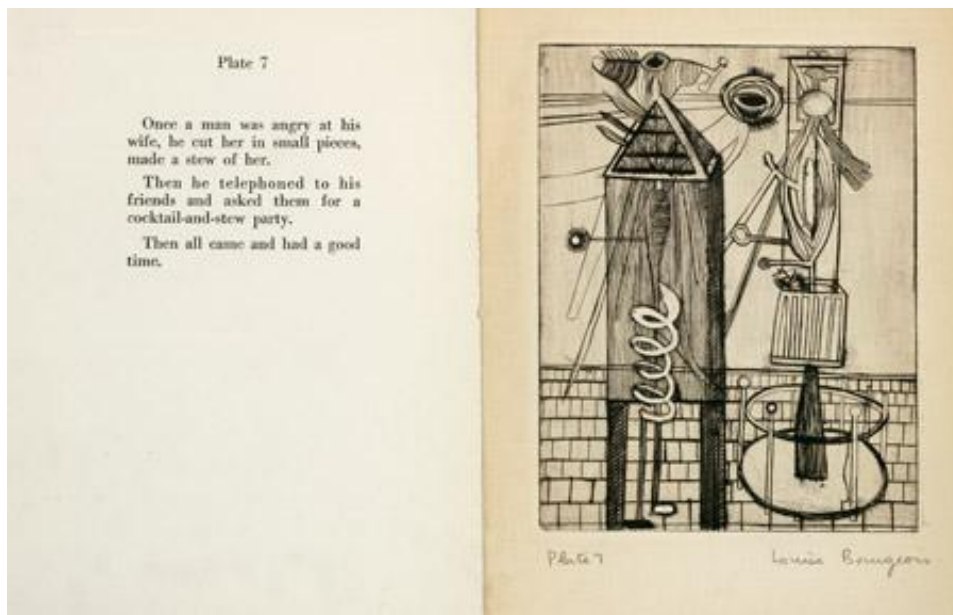 Plate 7
Once a man was angry at his
wife, he cut her in small pieces,
made a stew of her.
Then he telephoned to his
friends and asked them for a
cocktail-and-stew party.
Then all came and had a good
time.
Plate 7
Louise Bourgeois